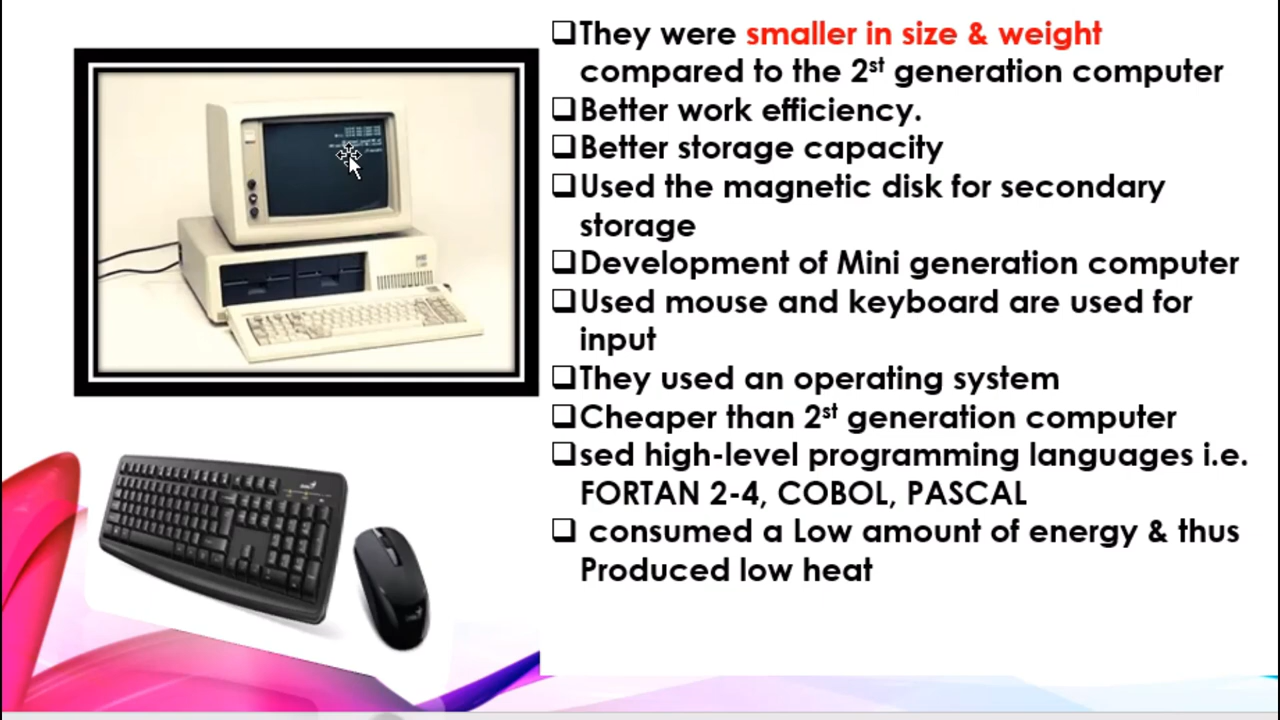 ❑They were smaller in size & weight
compared to the 2st generation computer
❑Better work efficiency.
❑Better storage capacity
❑Used the magnetic disk for secondary
storage
❑Development of Mini generation computer
❑Used mouse and keyboard are used for
input
❑They used an operating system
❑Cheaper than 2st generation computer
❑sed high-level programming languages i.e.
FORTAN 2-4, COBOL, PASCAL
❑ consumed a Low amount of energy & thus
Produced low heat